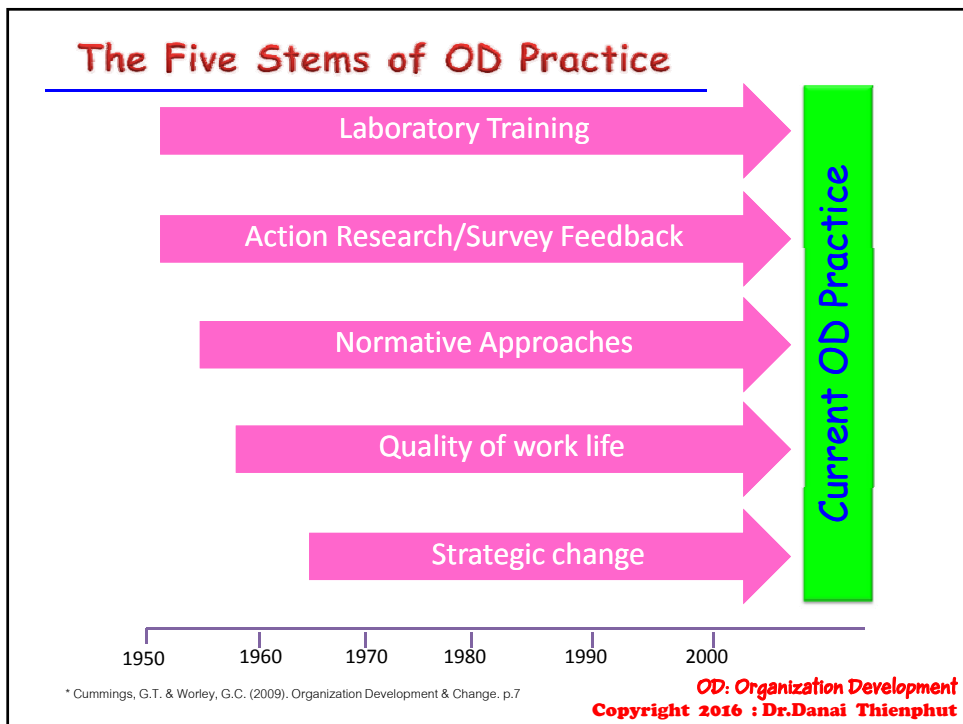 The Five Stems of OD Practice
Laboratory Training
Action Research/Survey Feedback
Normative Approaches
Quality of work life
Strategic change
Current OD Practice
1950 1960 1970 1980 1990 2000
* Cummings, G.T. & Worley, G.C. (2009). Organization Development & Change. p.7
OD: Organization Development
Copyright 2016 : Dr.Danai Thienphut